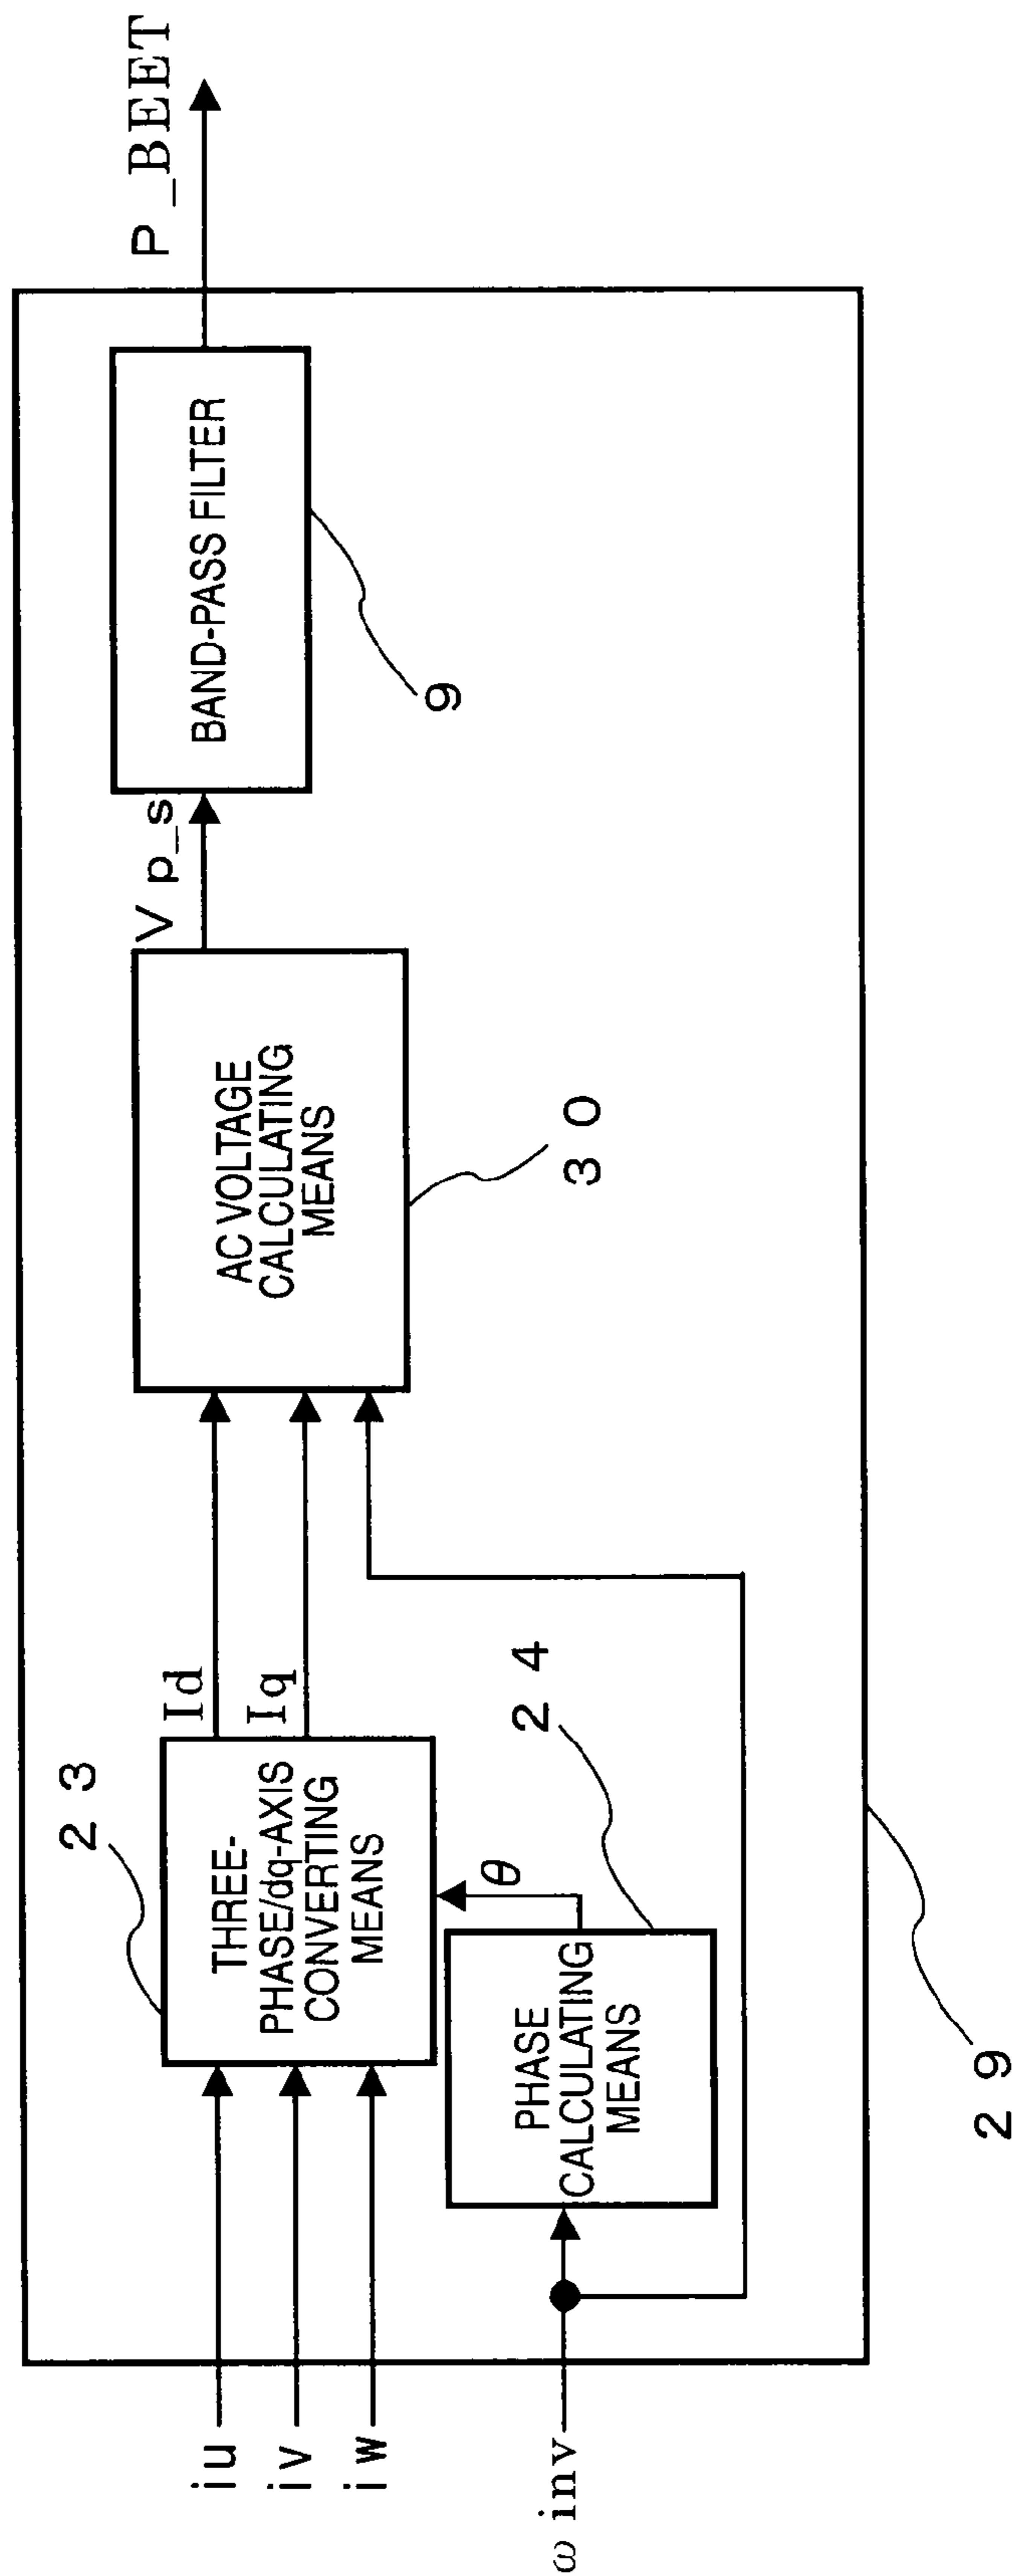 iu
iv
iw
ω inv
2 3
THREE-
PHASE/dq-AXIS
CONVERTING
MEANS
θ
PHASE
CALCULATING
MEANS
2 4
Id
Iq
AC VOLTAGE
CALCULATING
MEANS
3 0
V p_s
BAND-PASS FILTER
9
P_BEET
2 9